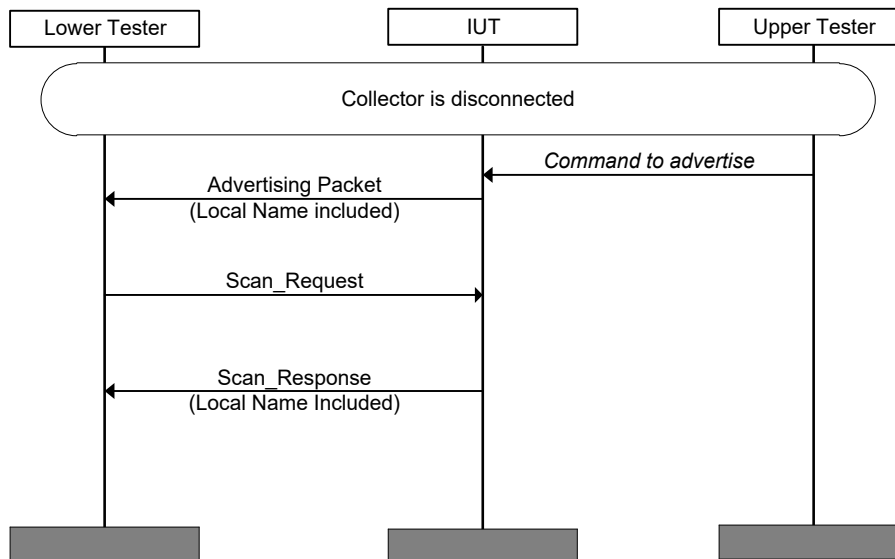 Lower Tester
IUT
Upper Tester
Collector is disconnected
Command to advertise
Advertising Packet
(Local Name included)
Scan_Request
Scan_Response
(Local Name Included)